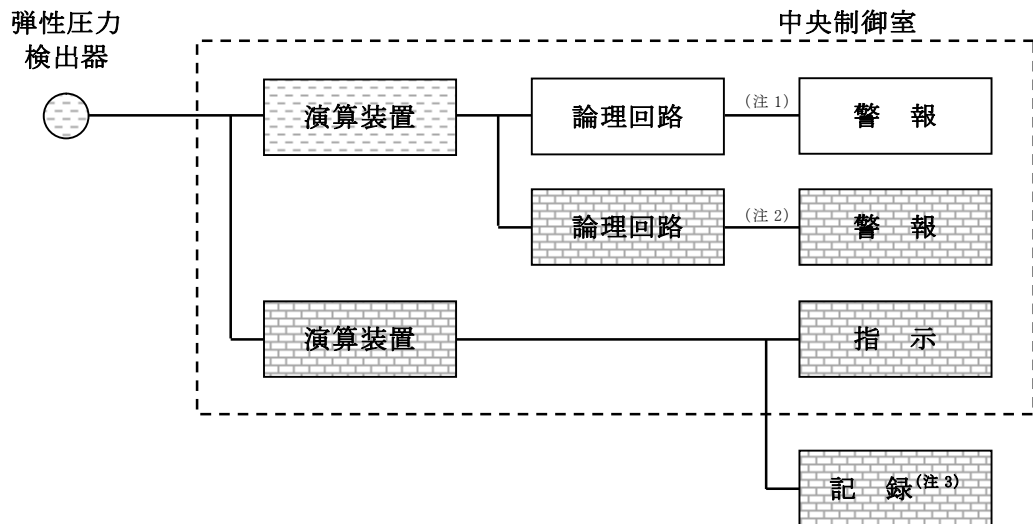 弾性圧力
検出器
中央制御室
演算装置
論理回路
(注 1)
警 報
論理回路
(注 2)
警 報
演算装置
指 示
記 録(注 3)